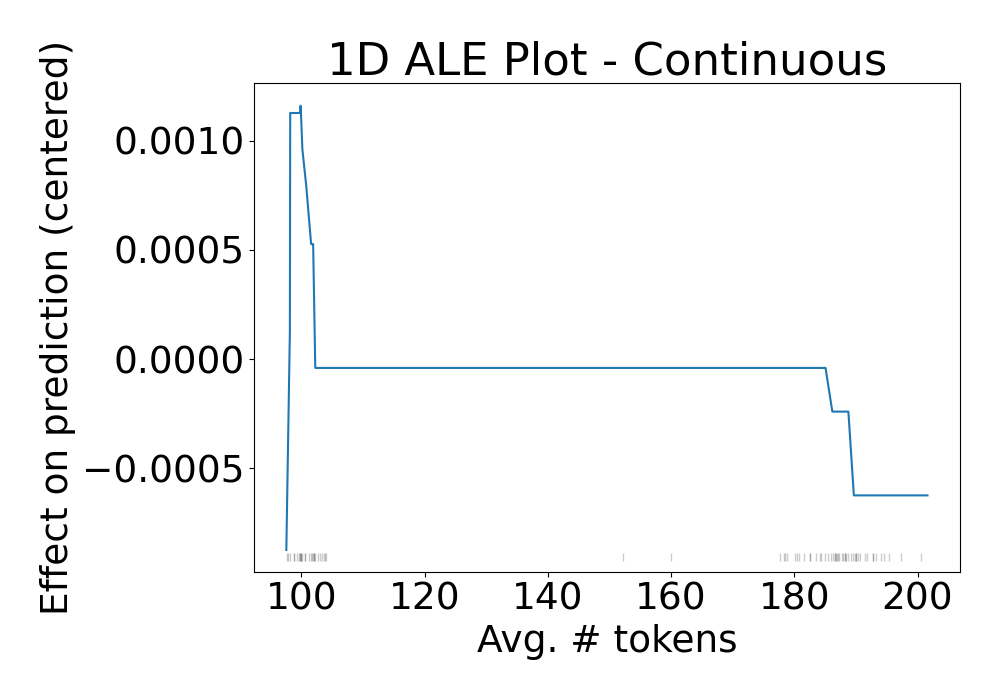 1D ALE Plot - Continuous
Effect on prediction (centered)
0.0010
0.0005
0.0000
−0.0005
100 120 140 160 180 200
Avg. # tokens